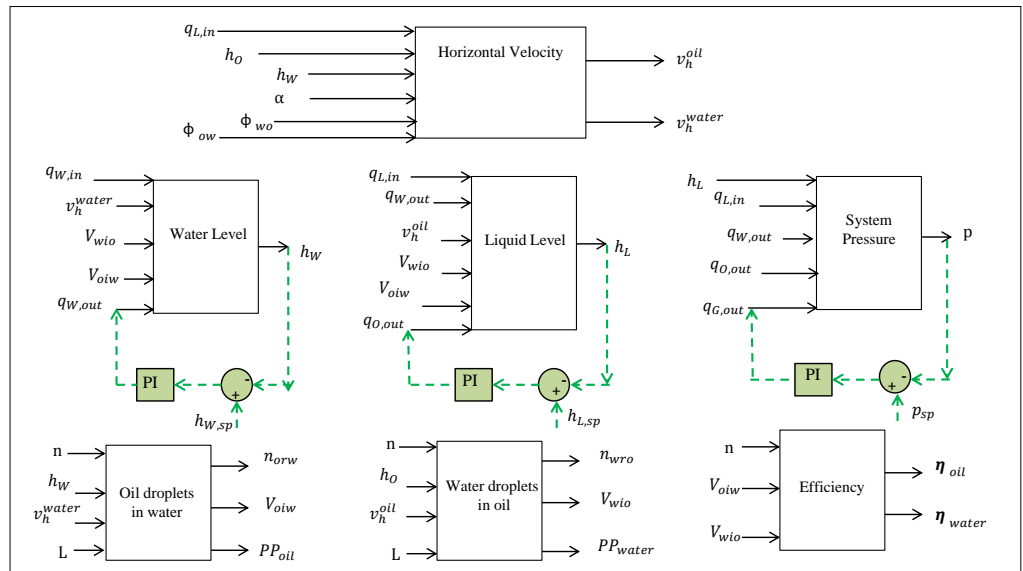 q_{L,in}
h_O
h_W
α
ϕ_{wo}
ϕ_{ow}
Horizontal Velocity
v_h^{oil}
v_h^{water}
q_{W,in}
v_h^{water}
V_{wio}
V_{oiw}
q_{W,out}
Water Level
h_W
PI
-
+
h_{W,sp}
q_{L,in}
q_{W,out}
v_h^{oil}
V_{wio}
V_{oiw}
q_{O,out}
Liquid Level
h_L
PI
-
+
h_{L,sp}
h_L
q_{L,in}
q_{W,out}
q_{O,out}
q_{G,out}
System
Pressure
p
PI
-
+
p_{sp}
n
h_W
v_h^{water}
L
Oil droplets
in water
n_{orw}
V_{oiw}
PP_{oil}
n
h_O
v_h^{oil}
L
Water droplets
in oil
n_{wro}
V_{wio}
PP_{water}
n
V_{oiw}
V_{wio}
Efficiency
η_{oil}
η_{water}